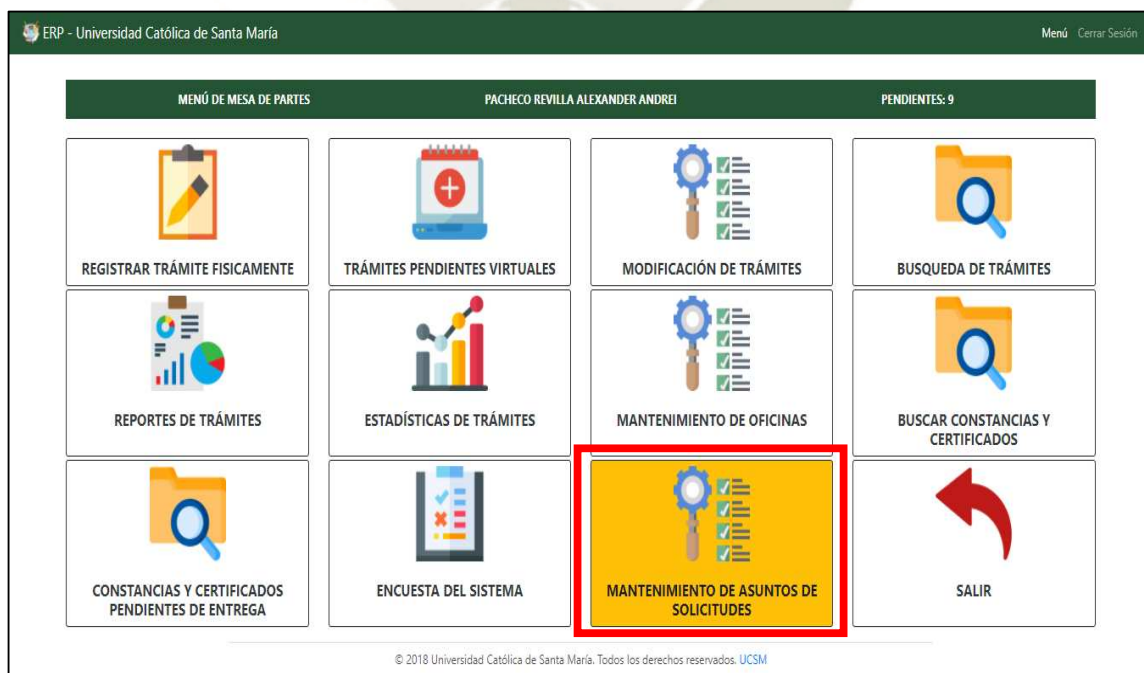 ERP - Universidad Católica de Santa María
Menú Cerrar Sesión
MENÚ DE MESA DE PARTES PACHECO REVILLA ALEXANDER ANDREI PENDIENTES: 9
REGISTRAR TRÁMITE FISICAMENTE
TRÁMITES PENDIENTES VIRTUALES
MODIFICACIÓN DE TRÁMITES
BUSQUEDA DE TRÁMITES
REPORTES DE TRÁMITES
ESTADÍSTICAS DE TRÁMITES
MANTENIMIENTO DE OFICINAS
BUSCAR CONSTANCIAS Y
CERTIFICADOS
CONSTANCIAS Y CERTIFICADOS
PENDIENTES DE ENTREGA
ENCUESTA DEL SISTEMA
MANTENIMIENTO DE ASUNTOS DE
SOLICITUDES
SALIR
© 2018 Universidad Católica de Santa María. Todos los derechos reservados. UCSM